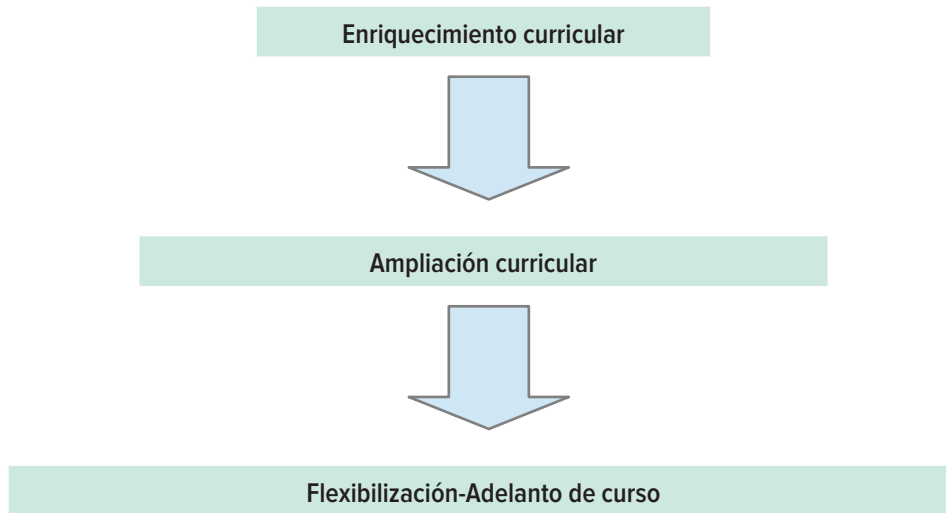 Enriquecimiento curricular
Ampliación curricular
Flexibilización-Adelanto de curso